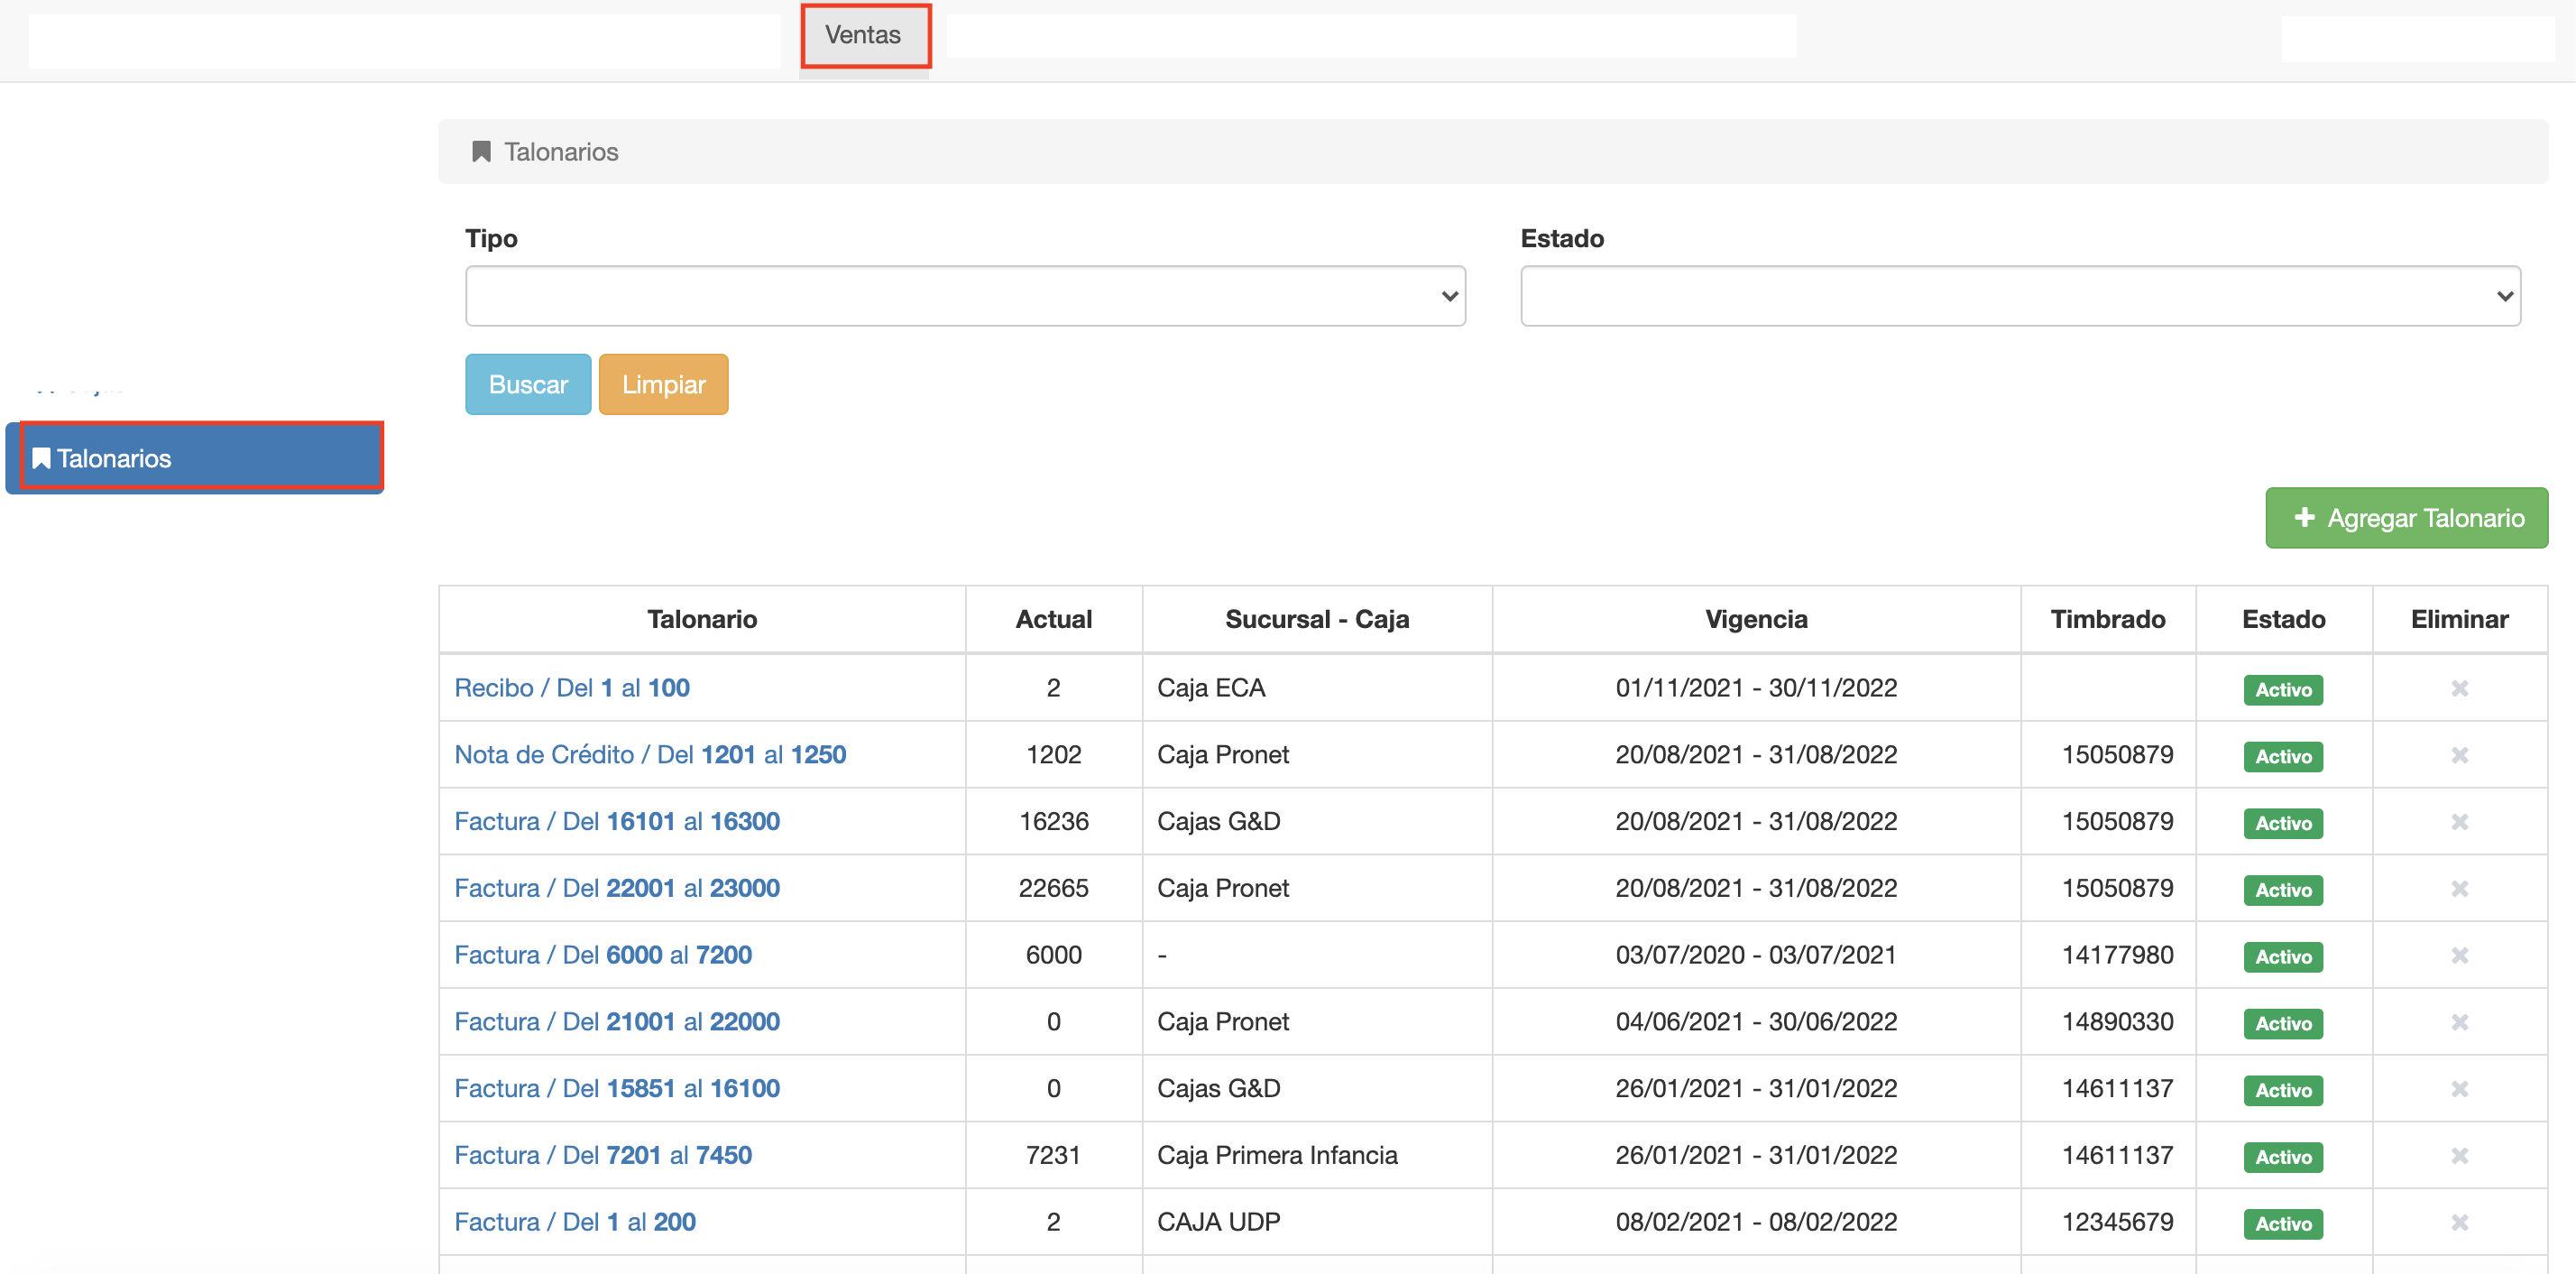 Ventas
Talonarios
Tipo
Estado
Buscar Limpiar
Talonarios
Agregar Talonario
Talonario Actual Sucursal - Caja Vigencia Timbrado Estado Eliminar
Recibo / Del 1 al 100 2 Caja ECA 01/11/2021 - 30/11/2022 Activo
Nota de Crédito / Del 1201 al 1250 1202 Caja Pronet 20/08/2021 - 31/08/2022 15050879 Activo
Factura / Del 16101 al 16300 16236 Cajas G&D 20/08/2021 - 31/08/2022 15050879 Activo
Factura / Del 22001 al 23000 22665 Caja Pronet 20/08/2021 - 31/08/2022 15050879 Activo
Factura / Del 6000 al 7200 6000 - 03/07/2020 - 03/07/2021 14177980 Activo
Factura / Del 21001 al 22000 0 Caja Pronet 04/06/2021 - 30/06/2022 14890330 Activo
Factura / Del 15851 al 16100 0 Cajas G&D 26/01/2021 - 31/01/2022 14611137 Activo
Factura / Del 7201 al 7450 7231 Caja Primera Infancia 26/01/2021 - 31/01/2022 14611137 Activo
Factura / Del 1 al 200 2 CAJA UDP 08/02/2021 - 08/02/2022 12345679 Activo